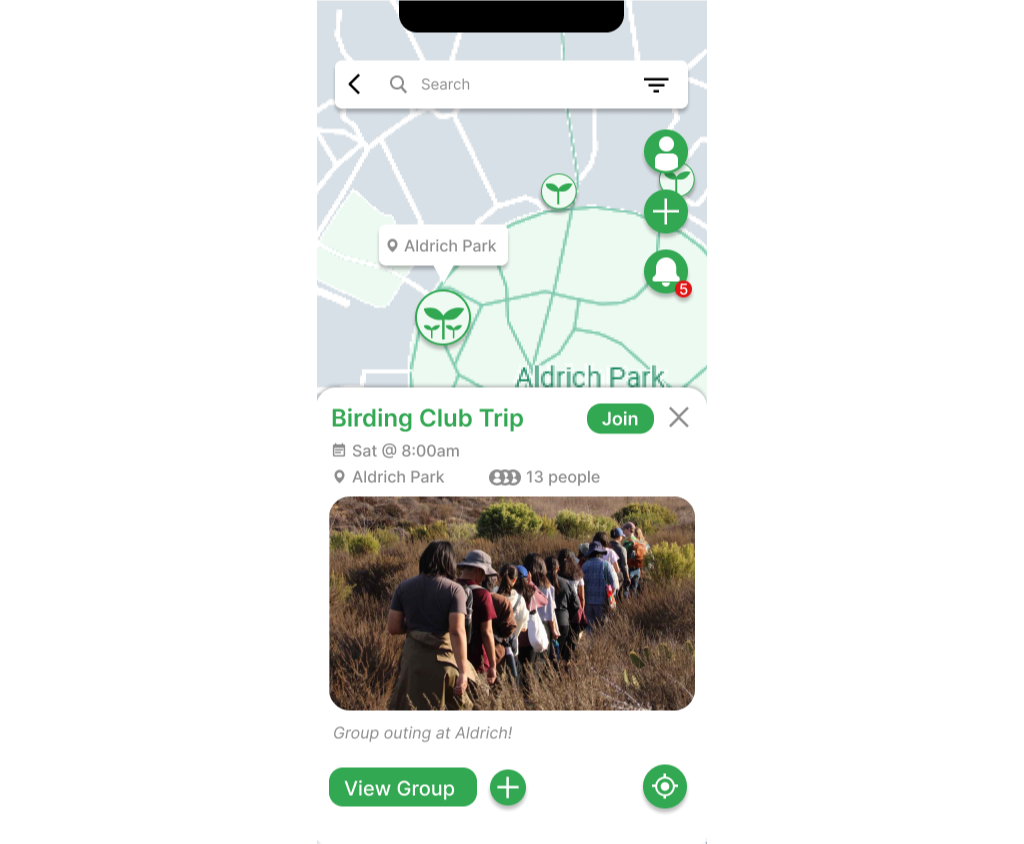 Search
Aldrich Park
5
Aldrich Park
Birding Club Trip
Join
Sat @ 8:00am
Aldrich Park
13 people
Group outing at Aldrich!
View Group